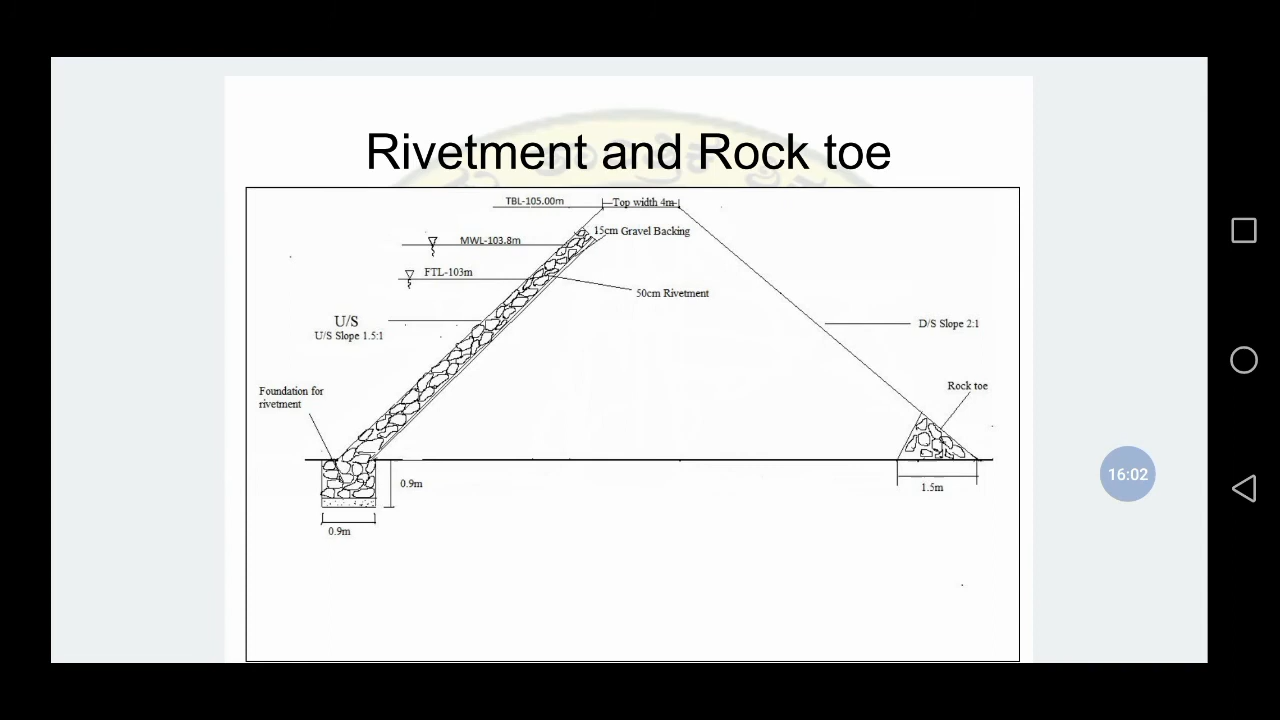 Rivetment and Rock toe
TBL-105.00m
Top width 4m
15cm Gravel Backing
MWL-103.8m
FTL-103m
50cm Rivetment
U/S
U/S Slope 1.5:1
D/S Slope 2:1
Foundation for
rivetment
Rock toe
0.9m
1.5m
0.9m
16:02